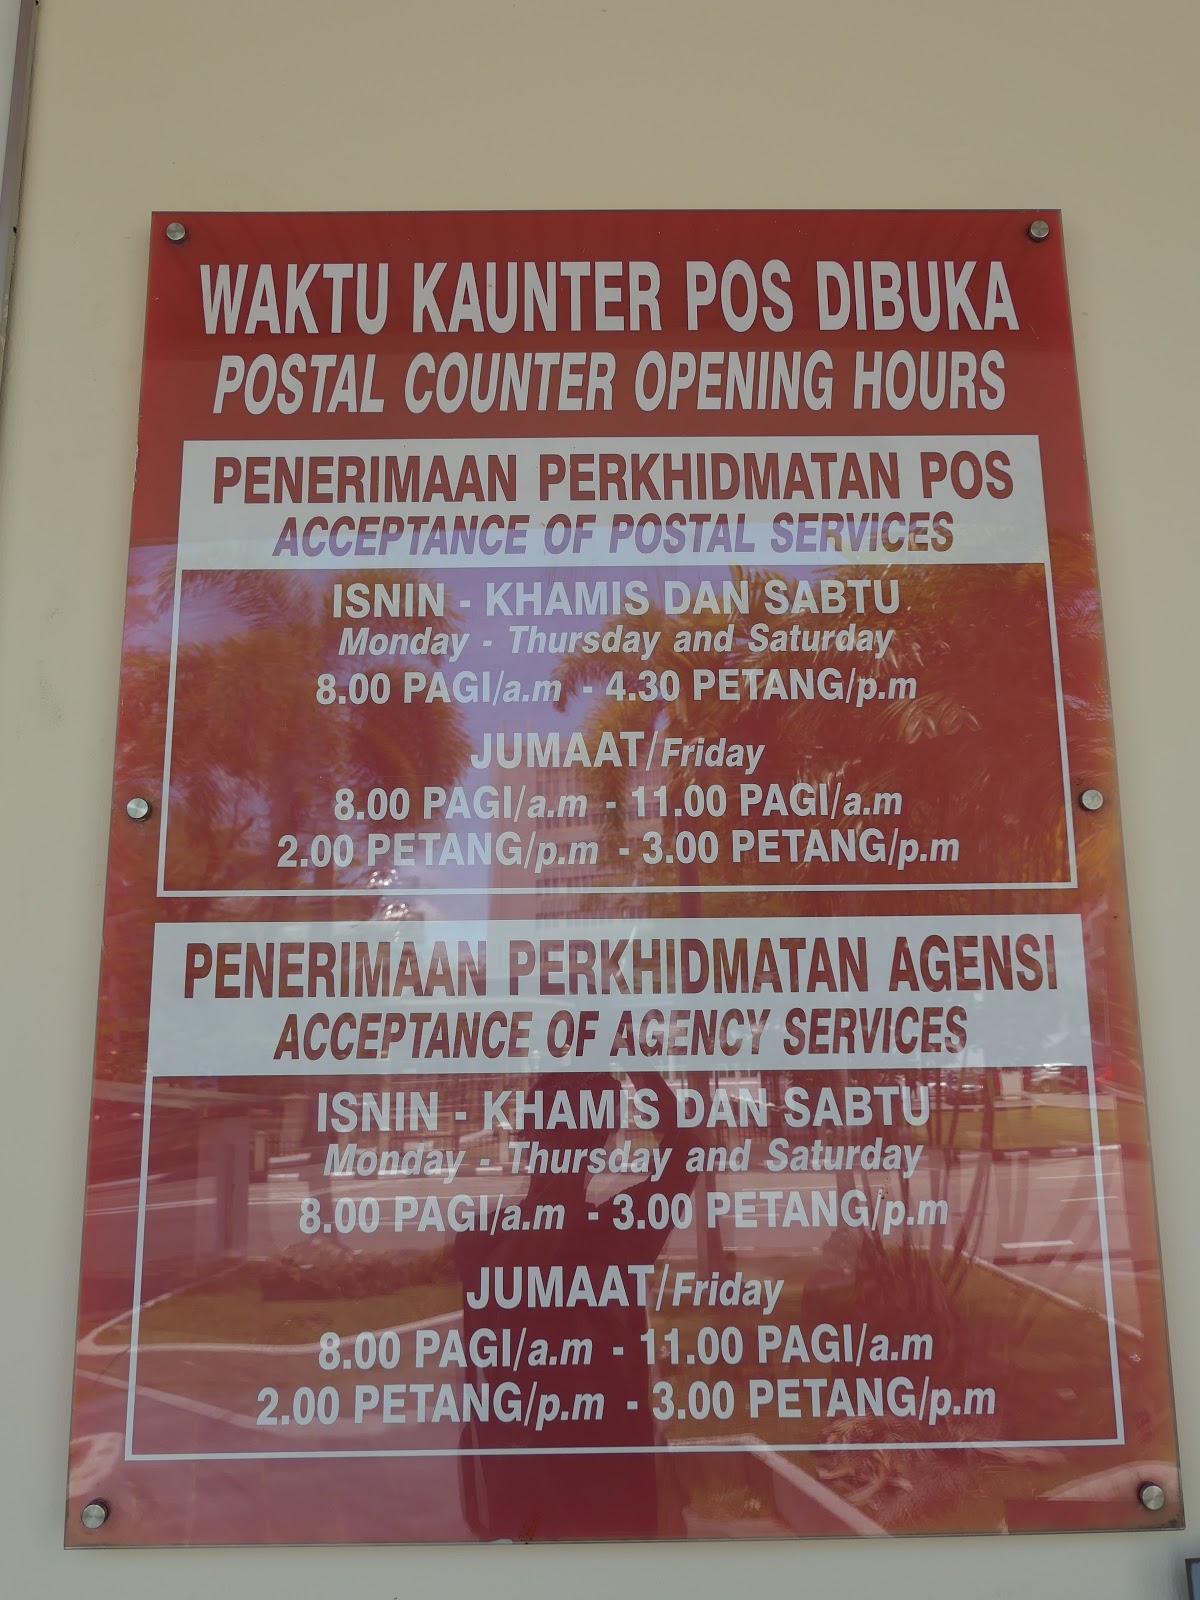 WAKTU KAUNTER POS DIBUKA
POSTAL COUNTER OPENING HOURS
PENERIMAAN PERKHIDMATAN POS
ACCEPTANCE OF POSTAL SERVICES
ISNIN - KHAMIS DAN SABTU
Monday - Thursday and Saturday
8.00 PAGI/a.m - 4.30 PETANG/p.m
JUMAAT/Friday
8.00 PAGI/a.m - 11.00 PAGI/a.m
2.00 PETANG/p.m - 3.00 PETANG/p.m
PENERIMAAN PERKHIDMATAN AGENSI
ACCEPTANCE OF AGENCY SERVICES
ISNIN - KHAMIS DAN SABTU
Monday - Thursday and Saturday
8.00 PAGI/a.m - 3.00 PETANG/p.m
JUMAAT/Friday
8.00 PAGI/a.m - 11.00 PAGI/a.m
2.00 PETANG/p.m - 3.00 PETANG/p.m